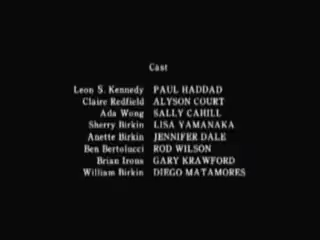 Cast
Leon S. Kennedy PAUL HADDAD
Claire Redfield ALYSON COURT
Ada Wong SALLY CAHILL
Sherry Birkin LISA YAMANAKA
Anette Birkin JENNIFER DALE
Ben Bertolucci ROD WILSON
Brian Irons GARY KRAWFORD
William Birkin DIEGO MATAMORES